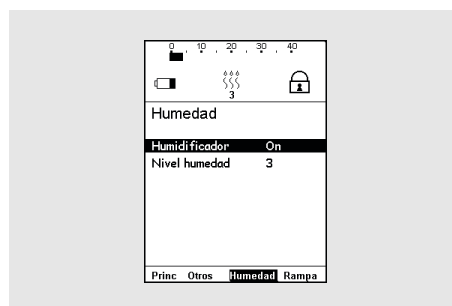 0 10 20 30 40
3
Humedad
Humidificador On
Nivel humedad 3
Princ Otros Humedad Rampa